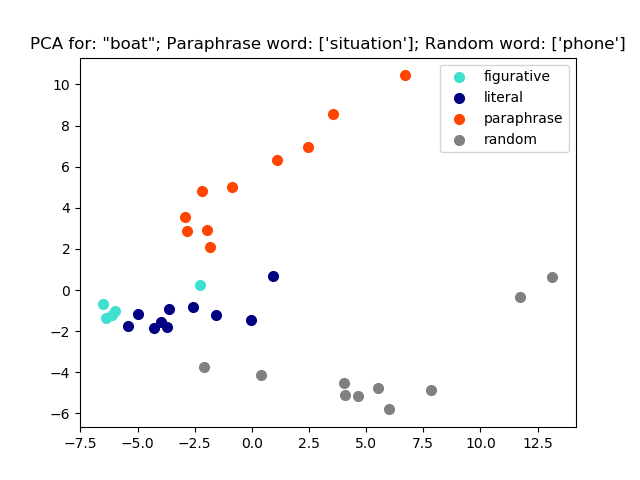 PCA for: "boat"; Paraphrase word: ['situation']; Random word: ['phone']
figurative
literal
paraphrase
random
10
8
6
4
2
0
−2
−4
−6
−7.5 −5.0 −2.5 0.0 2.5 5.0 7.5 10.0 12.5